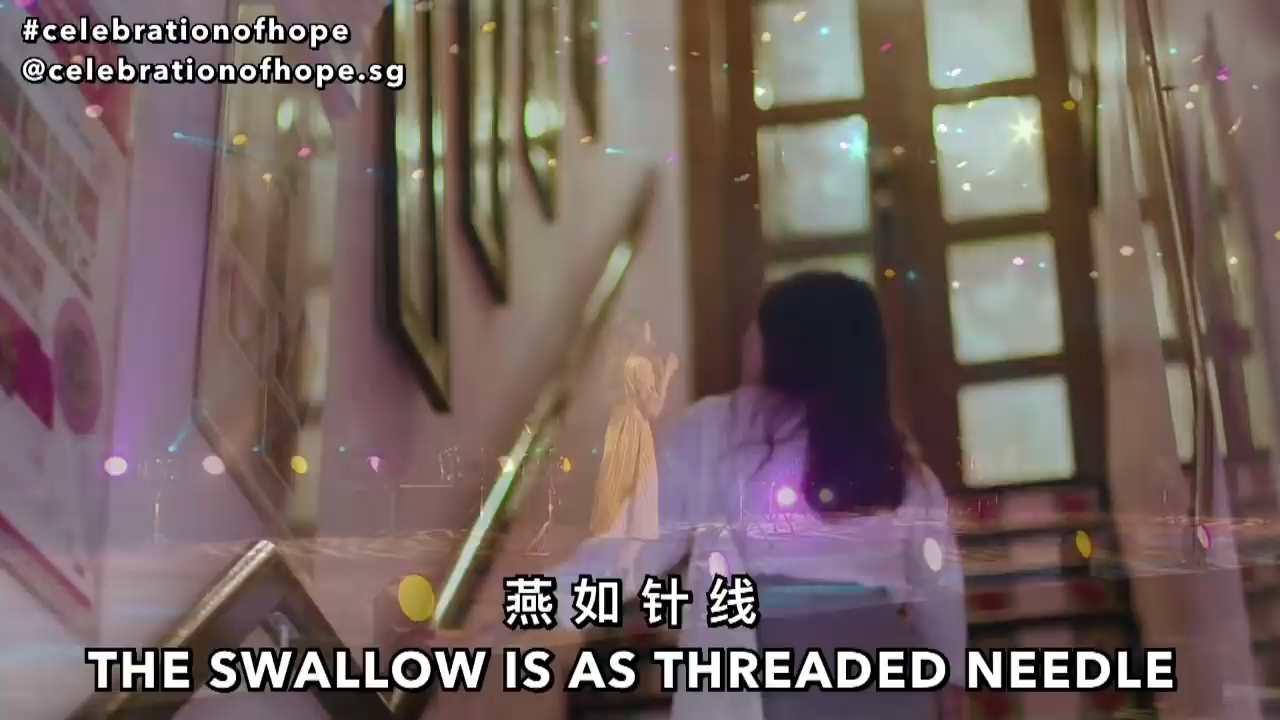 #celebrationofhope
@celebrationofhope.sg
燕如针线
THE SWALLOW IS AS THREADED NEEDLE